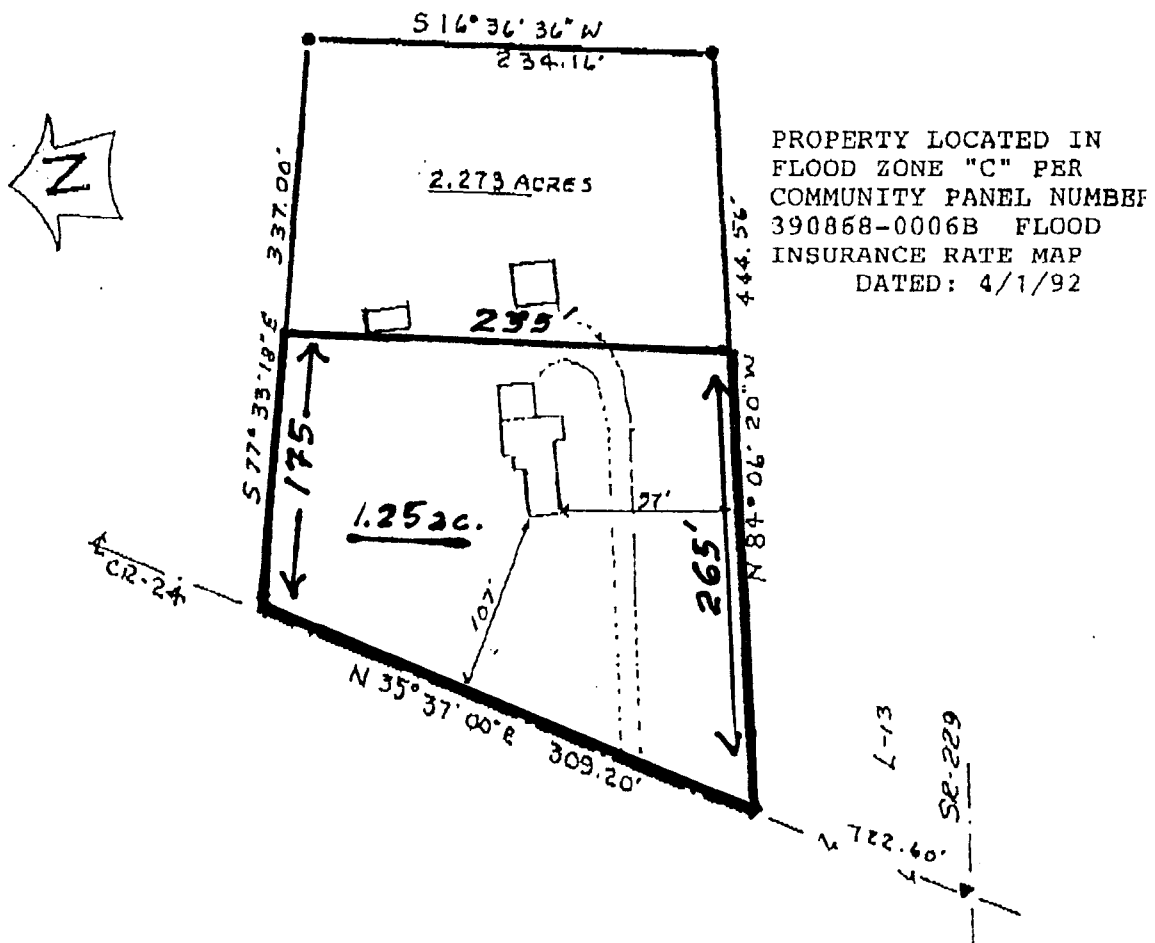 S 16° 36' 36" W
234.16'
N
2.273 ACRES
PROPERTY LOCATED IN
FLOOD ZONE "C" PER
COMMUNITY PANEL NUMBER
390868-0006B FLOOD
INSURANCE RATE MAP
DATED: 4/1/92
337.00'
444.56'
235'
S 77° 33' 18" E
175
N 84° 06' 20" W
1.25 ac.
265'
CR-24
107'
N 35° 37' 00" E 309.20'
L-13
SR-229
722.60'